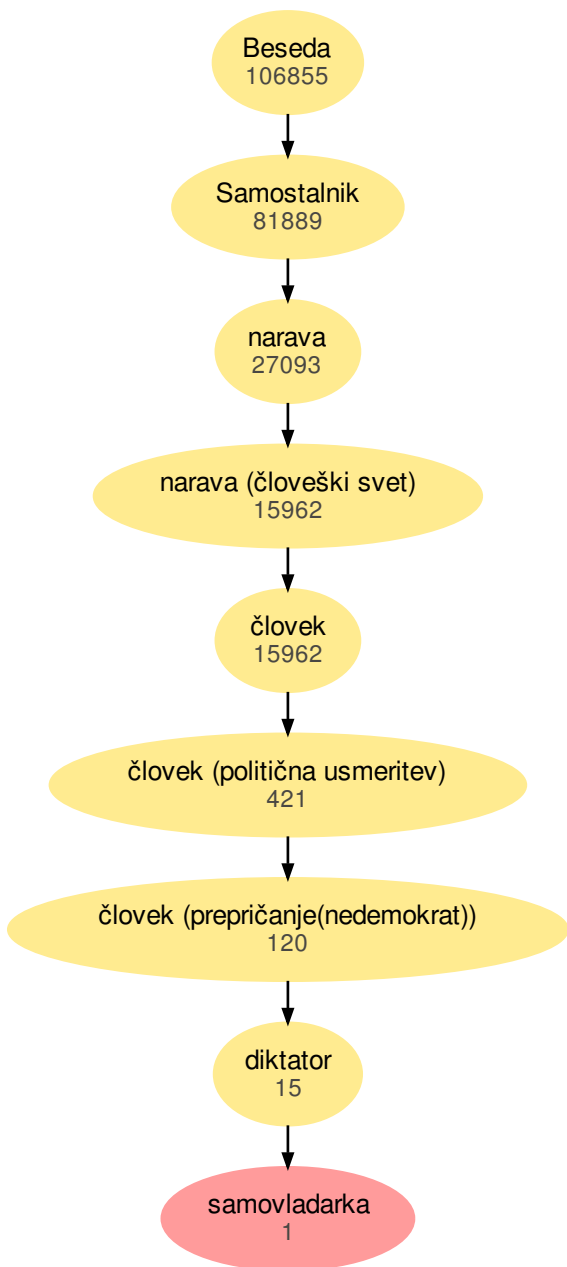 Beseda
106855
Samostalnik
81889
narava
27093
narava (človeški svet)
15962
človek
15962
človek (politična usmeritev)
421
človek (prepričanje(nedemokrat))
120
diktator
15
samovladarka
1